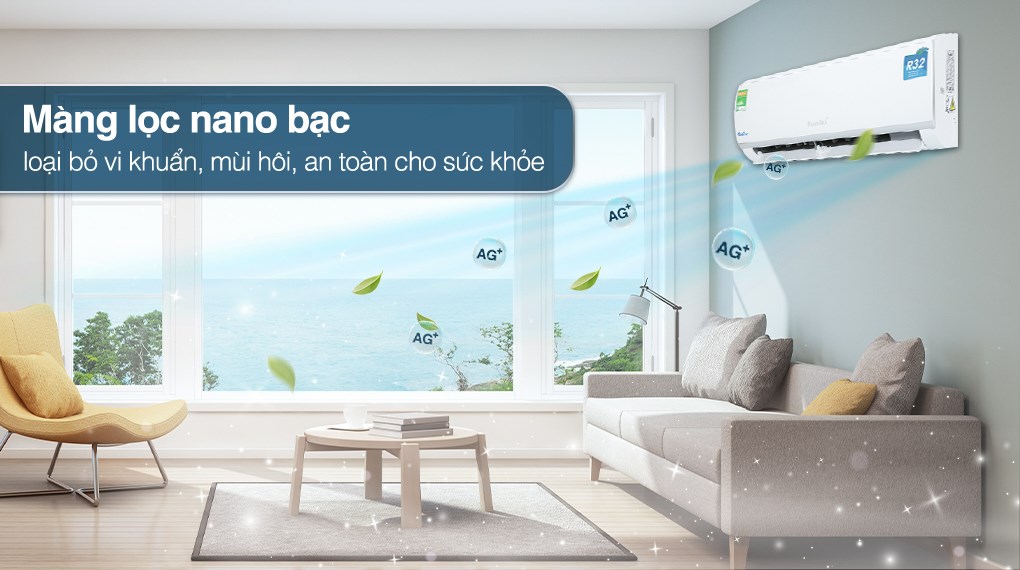 Màng lọc nano bạc
loại bỏ vi khuẩn, mùi hôi, an toàn cho sức khỏe
R32
AG+
AG+
AG+
AG+
AG+